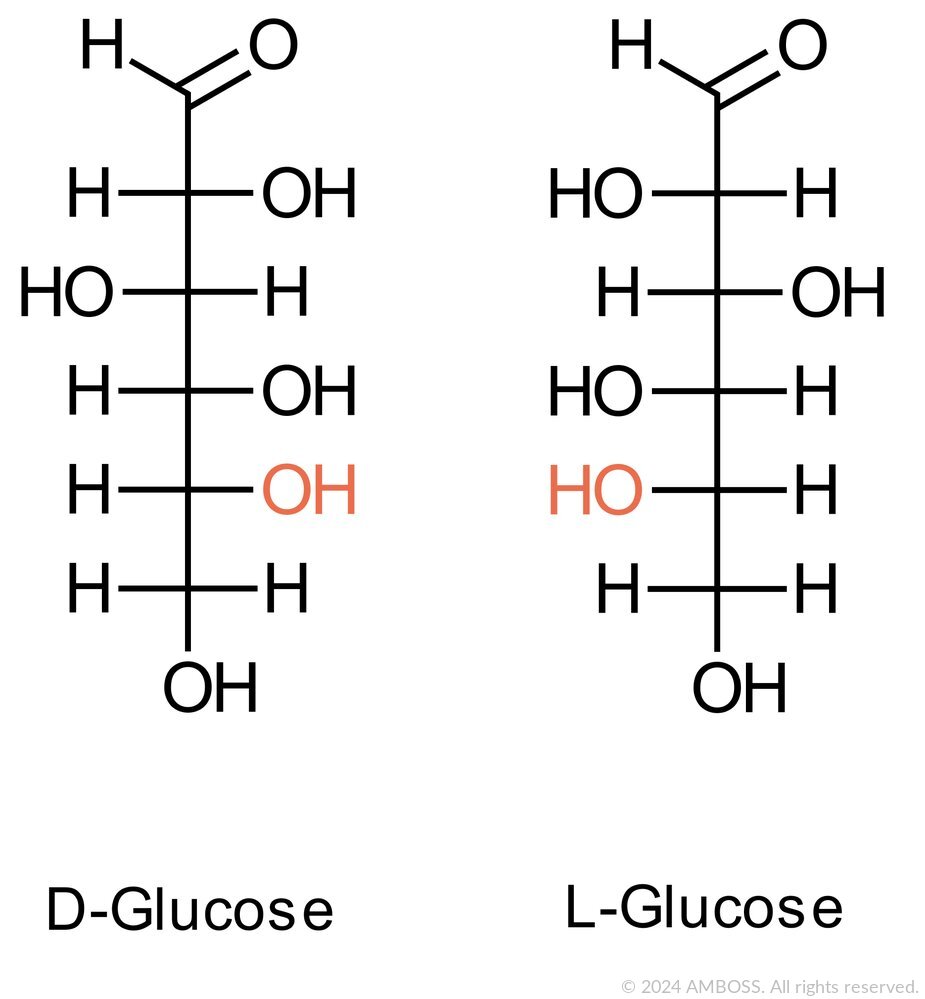 H O H O
H OH HO H
HO H H OH
H OH HO H
H OH HO H
H H H H
OH OH
D-Glucose L-Glucose
© 2024 AMBOSS. All rights reserved.